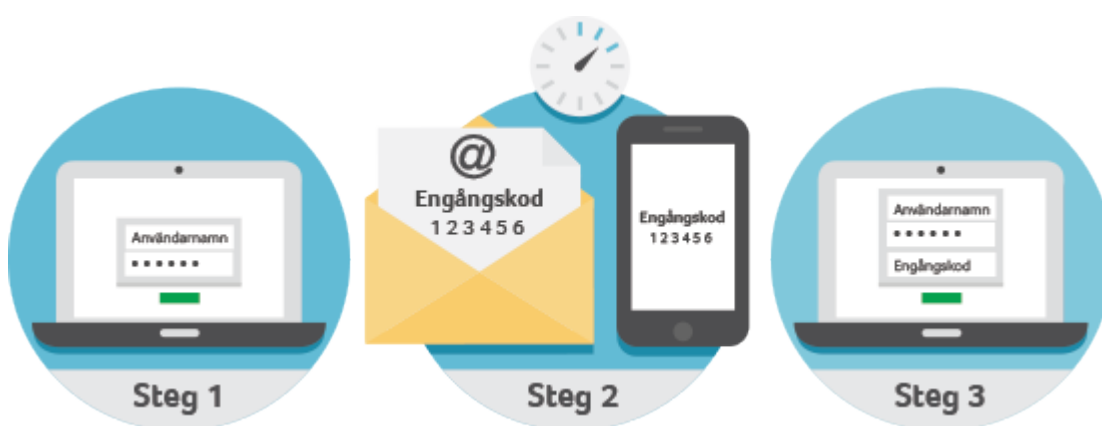 Användarnamn
••••••
Steg 1
@
Engångskod
123456
Engångskod
123456
Steg 2
Användarnamn
••••••
Engångskod
Steg 3